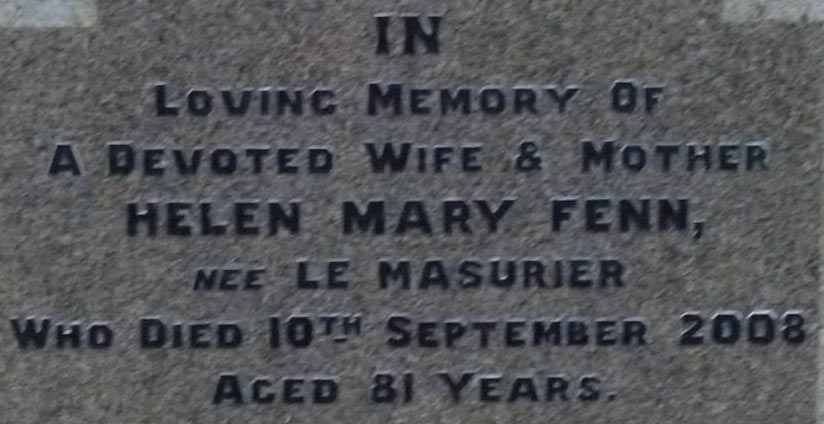 IN
LOVING MEMORY OF
A DEVOTED WIFE & MOTHER
HELEN MARY FENN,
NEE LE MASURIER
WHO DIED 10TH SEPTEMBER 2008
AGED 81 YEARS.